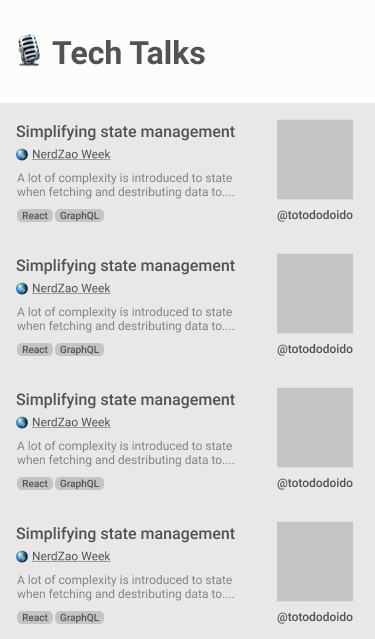 Tech Talks
Simplifying state management
NerdZao Week
A lot of complexity is introduced to state
when fetching and destributing data to....
React GraphQL
@totododoido
Simplifying state management
NerdZao Week
A lot of complexity is introduced to state
when fetching and destributing data to....
React GraphQL
@totododoido
Simplifying state management
NerdZao Week
A lot of complexity is introduced to state
when fetching and destributing data to....
React GraphQL
@totododoido
Simplifying state management
NerdZao Week
A lot of complexity is introduced to state
when fetching and destributing data to....
React GraphQL
@totododoido